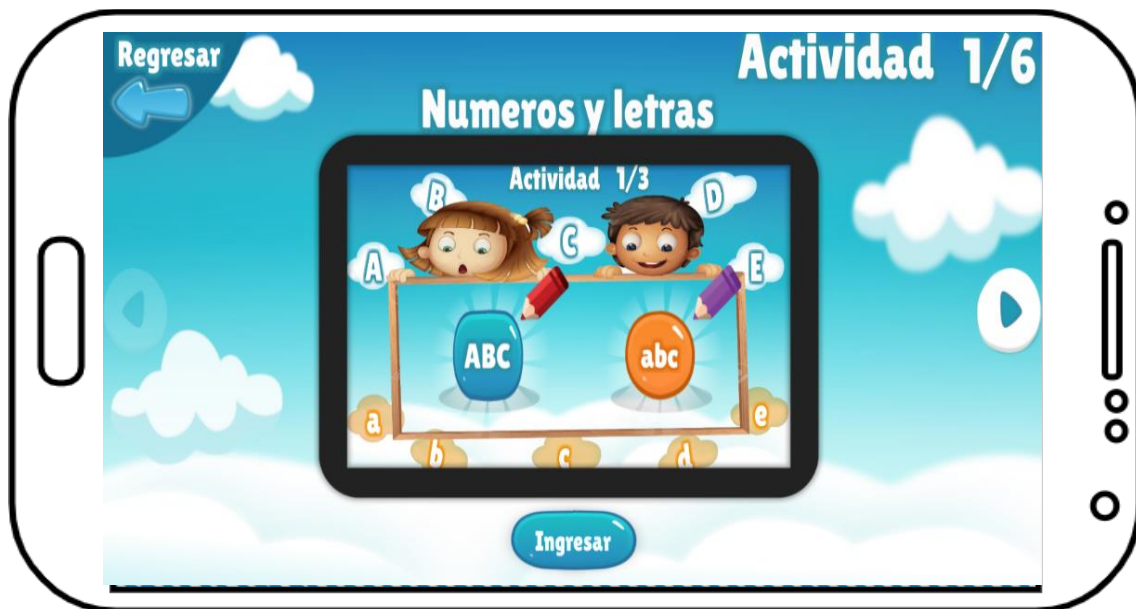 Regresar
Actividad 1/6
Numeros y letras
Actividad 1/3
B
D
C
A
E
ABC
abc
a
e
b
c
d
Ingresar